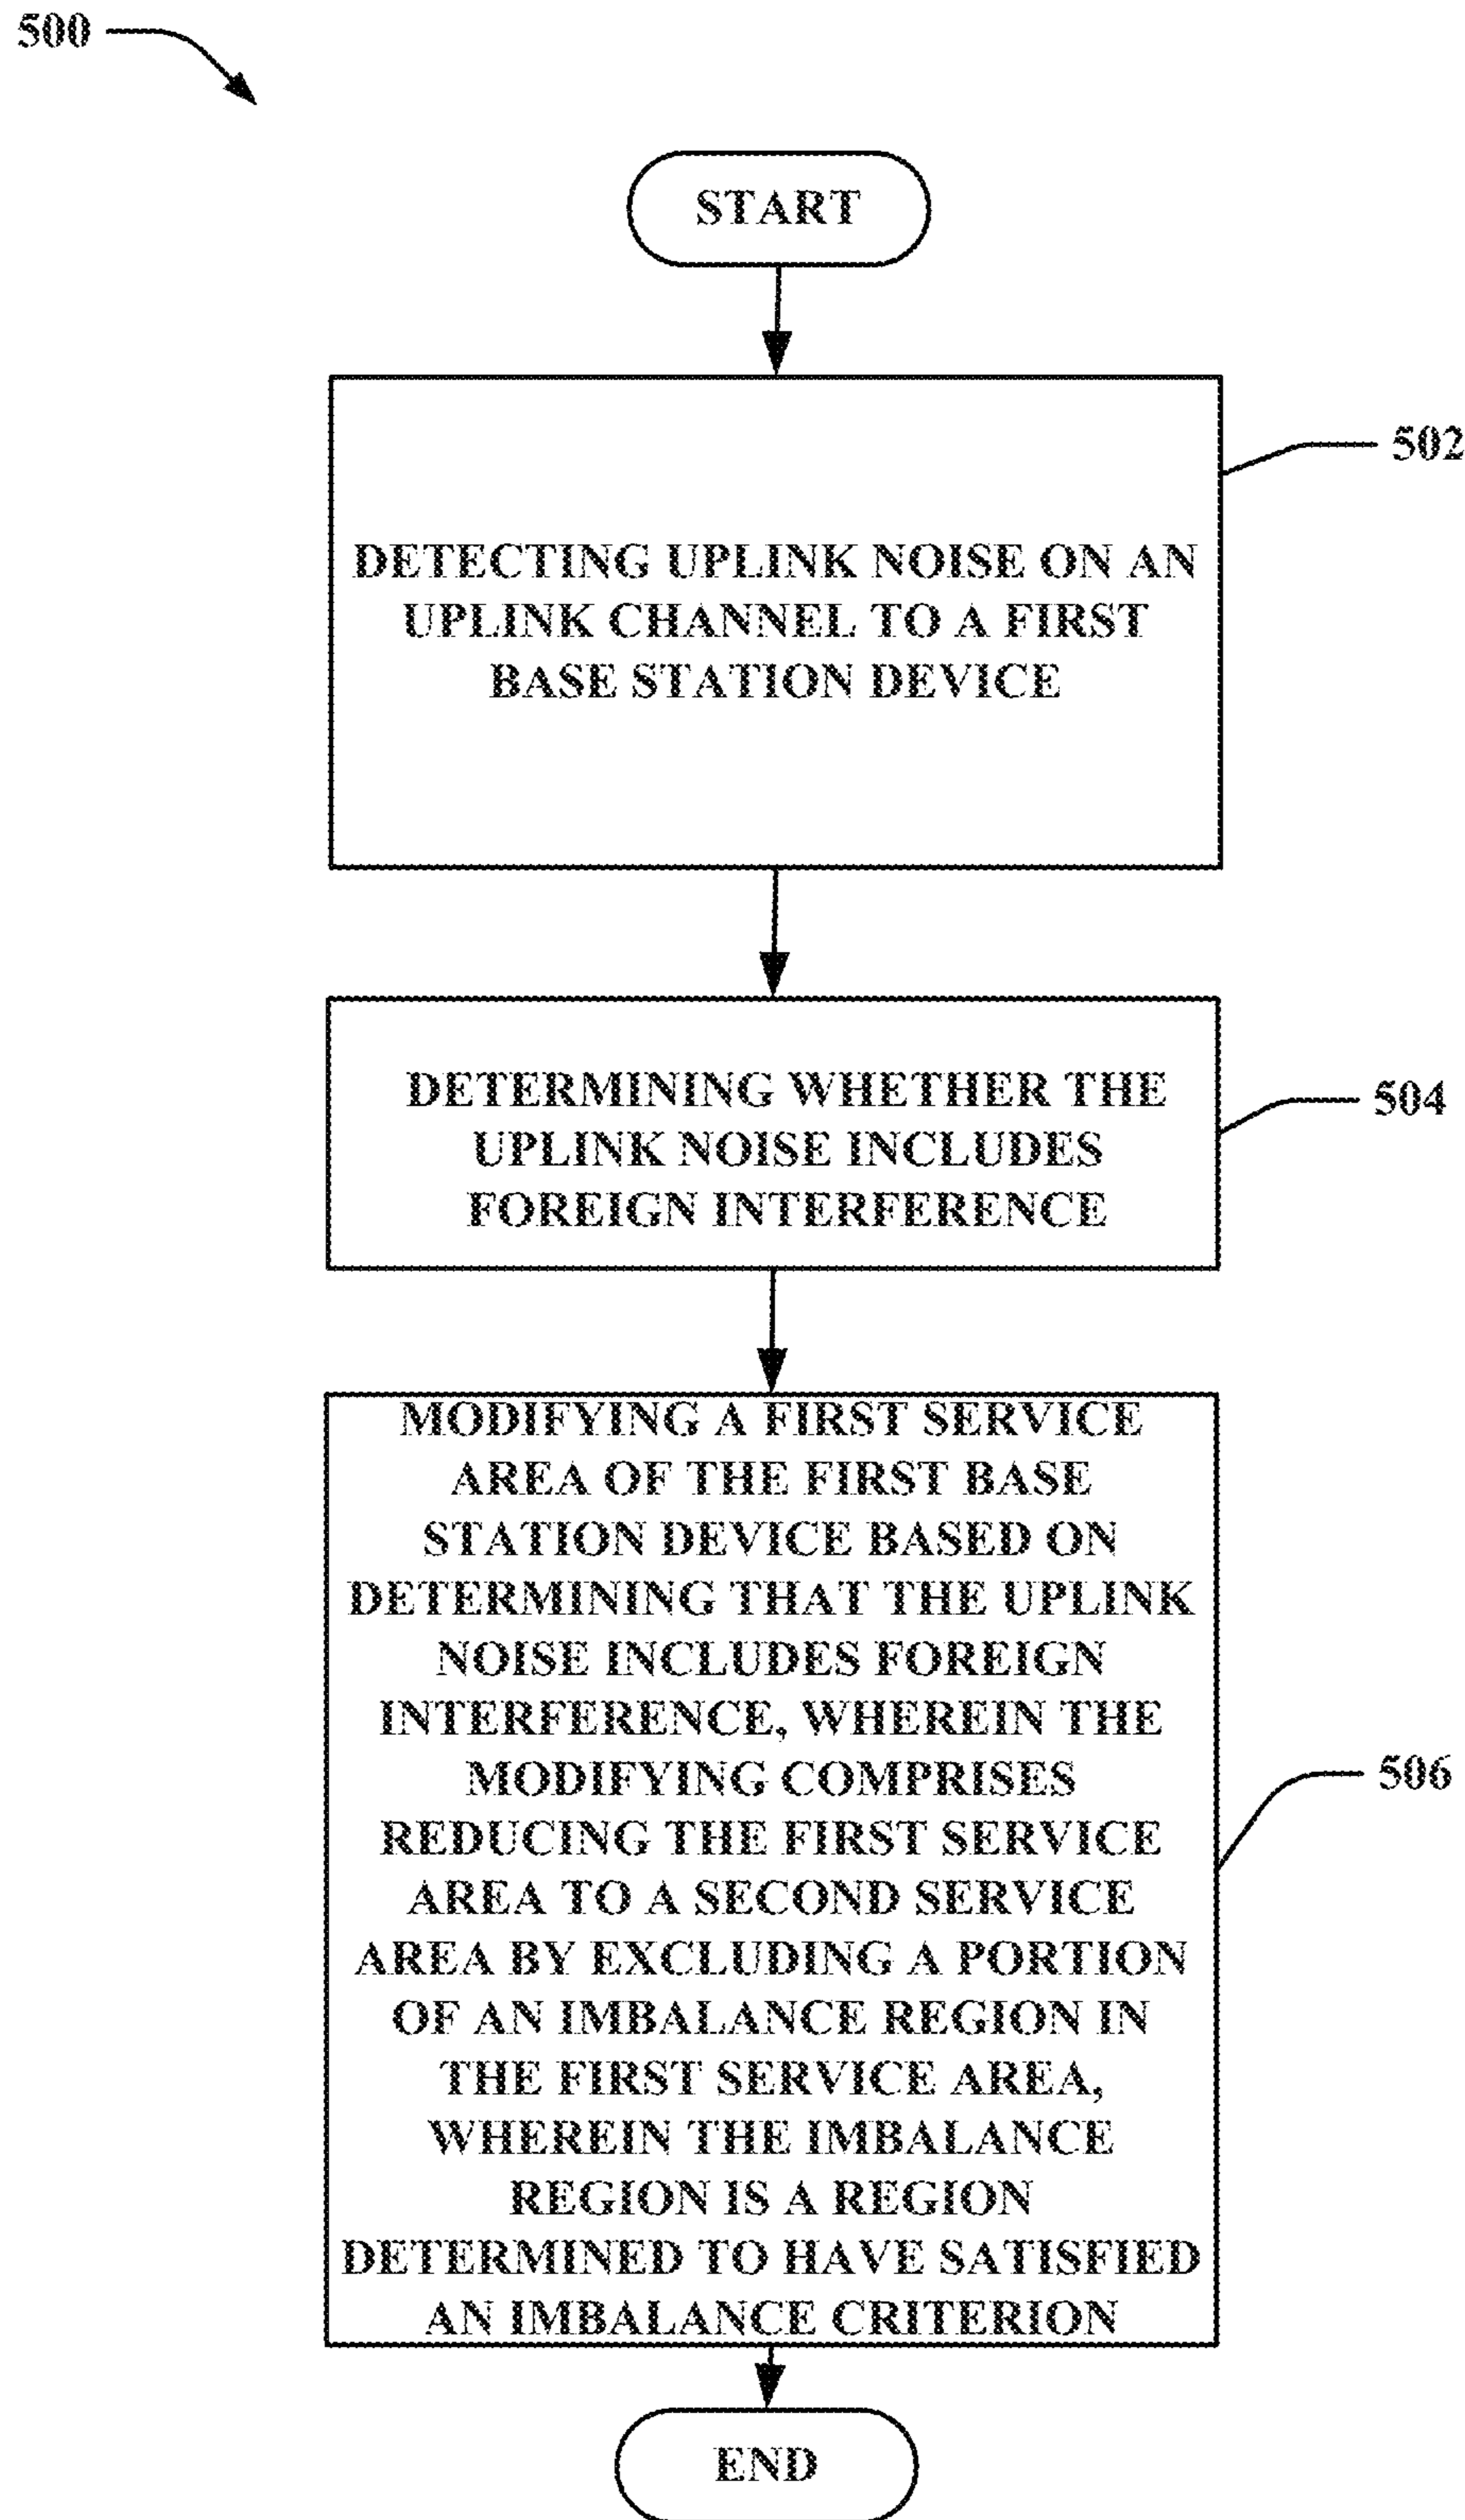 500
START
DETECTING UPLINK NOISE ON AN
UPLINK CHANNEL TO A FIRST
BASE STATION DEVICE
502
DETERMINING WHETHER THE
UPLINK NOISE INCLUDES
FOREIGN INTERFERENCE
504
MODIFYING A FIRST SERVICE
AREA OF THE FIRST BASE
STATION DEVICE BASED ON
DETERMINING THAT THE UPLINK
NOISE INCLUDES FOREIGN
INTERFERENCE, WHEREIN THE
MODIFYING COMPRISES
REDUCING THE FIRST SERVICE
AREA TO A SECOND SERVICE
AREA BY EXCLUDING A PORTION
OF AN IMBALANCE REGION IN
THE FIRST SERVICE AREA,
WHEREIN THE IMBALANCE
REGION IS A REGION
DETERMINED TO HAVE SATISFIED
AN IMBALANCE CRITERION
506
END